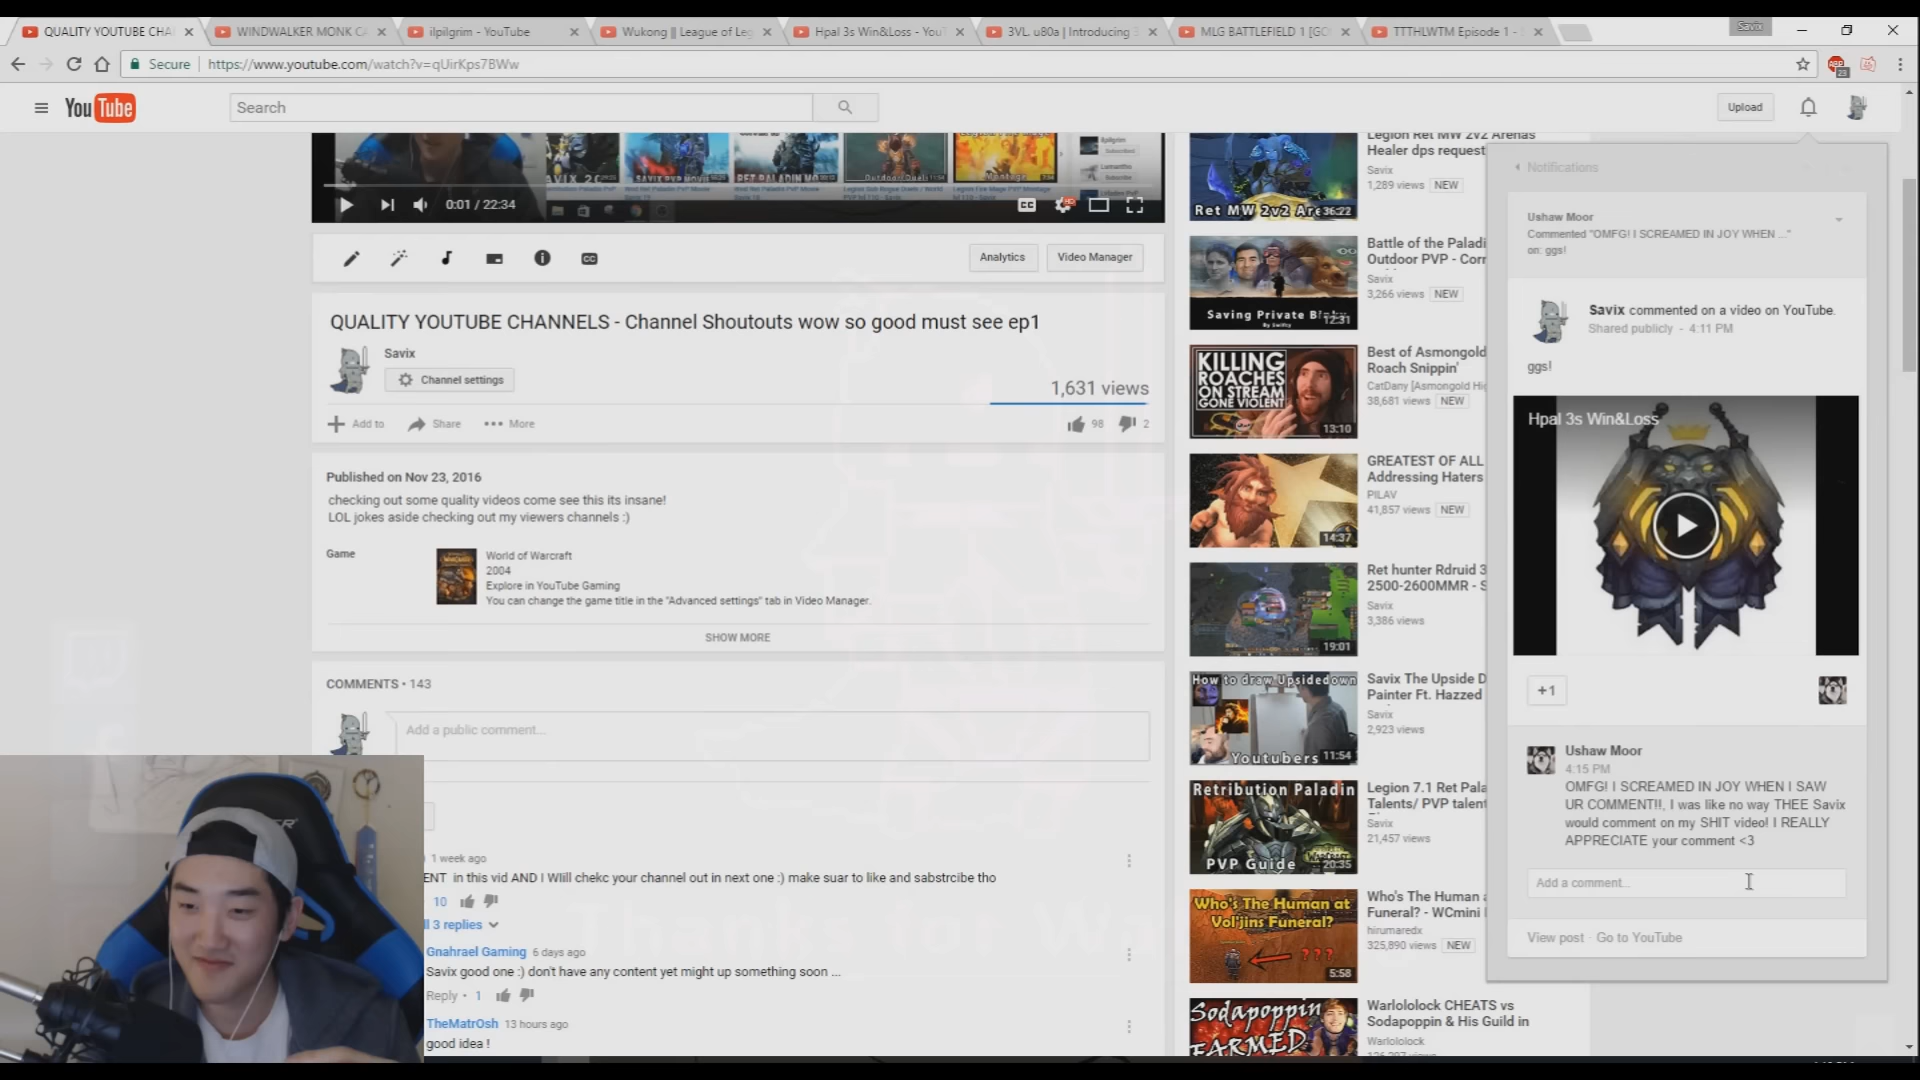 QUALITY YOUTUBE CHA
WINDWALKER MONK CA
ilpilgrim - YouTube
Wukong || League of Leg
Hpal 3s Win&Loss - YouT
3VL. u80a | Introducing
MLG BATTLEFIELD 1 [GO
TTTHLWTM Episode 1 -
Savix
Secure
https://www.youtube.com/watch?v=qUirKps7BWw
ABP
23
YouTube
Search
Upload
0:01 / 22:34
CC
HD
Analytics
Video Manager
QUALITY YOUTUBE CHANNELS - Channel Shoutouts wow so good must see ep1
Savix
Channel settings
1,631 views
Add to
Share
More
98
2
Published on Nov 23, 2016
checking out some quality videos come see this its insane!
LOL jokes aside checking out my viewers channels :)
Game
World of Warcraft
2004
Explore in YouTube Gaming
You can change the game title in the "Advanced settings" tab in Video Manager.
SHOW MORE
COMMENTS • 143
Add a public comment...
1 week ago
ENT in this vid AND I WIill chekc your channel out in next one :) make suar to like and sabstrcibe tho
10
ll 3 replies
Gnahrael Gaming 6 days ago
Savix good one :) don't have any content yet might up something soon ...
Reply • 1
TheMatrOsh 13 hours ago
good idea !
Ret MW 2v2 Are
36:22
Legion Ret MW 2v2 Arenas
Healer dps request
Savix
1,289 views NEW
Saving Private B
By Swifty
12:31
Battle of the Paladi
Outdoor PVP - Corr
Savix
3,266 views NEW
KILLING
ROACHES
ON STREAM
GONE VIOLENT
13:10
Best of Asmongold
Roach Snippin'
CatDany [Asmongold Hi
38,681 views NEW
14:37
GREATEST OF ALL
Addressing Haters
PILAV
41,857 views NEW
19:01
Ret hunter Rdruid 3
2500-2600MMR - S
Savix
3,386 views
How to draw Upsidedown
Youtubers
11:54
Savix The Upside D
Painter Ft. Hazzed
Savix
2,923 views
Retribution Paladin
PVP Guide
20:35
Legion 7.1 Ret Pala
Talents/ PVP talent
Savix
21,457 views
Who's The Human at
Vol'jins Funeral?
???
5:58
Who's The Human a
Funeral? - WCmini
hirumaredx
325,890 views NEW
Sodapoppin
FARMED
Warlololock CHEATS vs
Sodapoppin & His Guild in
Warlololock
Notifications
Ushaw Moor
Commented "OMFG! I SCREAMED IN JOY WHEN ..."
on: ggs!
Savix commented on a video on YouTube.
Shared publicly - 4:11 PM
ggs!
Hpal 3s Win&Loss
+1
Ushaw Moor
4:15 PM
OMFG! I SCREAMED IN JOY WHEN I SAW
UR COMMENT!!, I was like no way THEE Savix
would comment on my SHIT video! I REALLY
APPRECIATE your comment <3
Add a comment...
View post · Go to YouTube